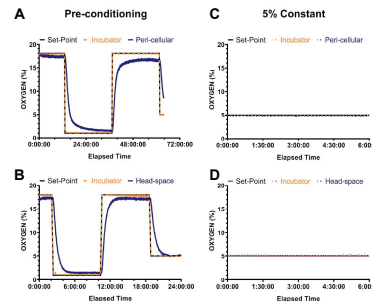 A Pre-conditioning
Set-Point Incubator Peri-cellular
OXYGEN (%)
20
15
10
5
0
0:00:00 24:00:00 48:00:00 72:00:00
Elapsed Time
B
Set-Point Incubator Head-space
OXYGEN (%)
20
15
10
5
0
0:00:00 6:00:00 12:00:00 18:00:00 24:00:00
Elapsed Time
C 5% Constant
Set-Point Incubator Peri-cellular
OXYGEN (%)
20
15
10
5
0
0:00:00 1:30:00 3:00:00 4:30:00 6:00:
Elapsed Time
D
Set-Point Incubator Head-space
OXYGEN (%)
20
15
10
5
0
0:00:00 1:30:00 3:00:00 4:30:00 6:00:
Elapsed Time